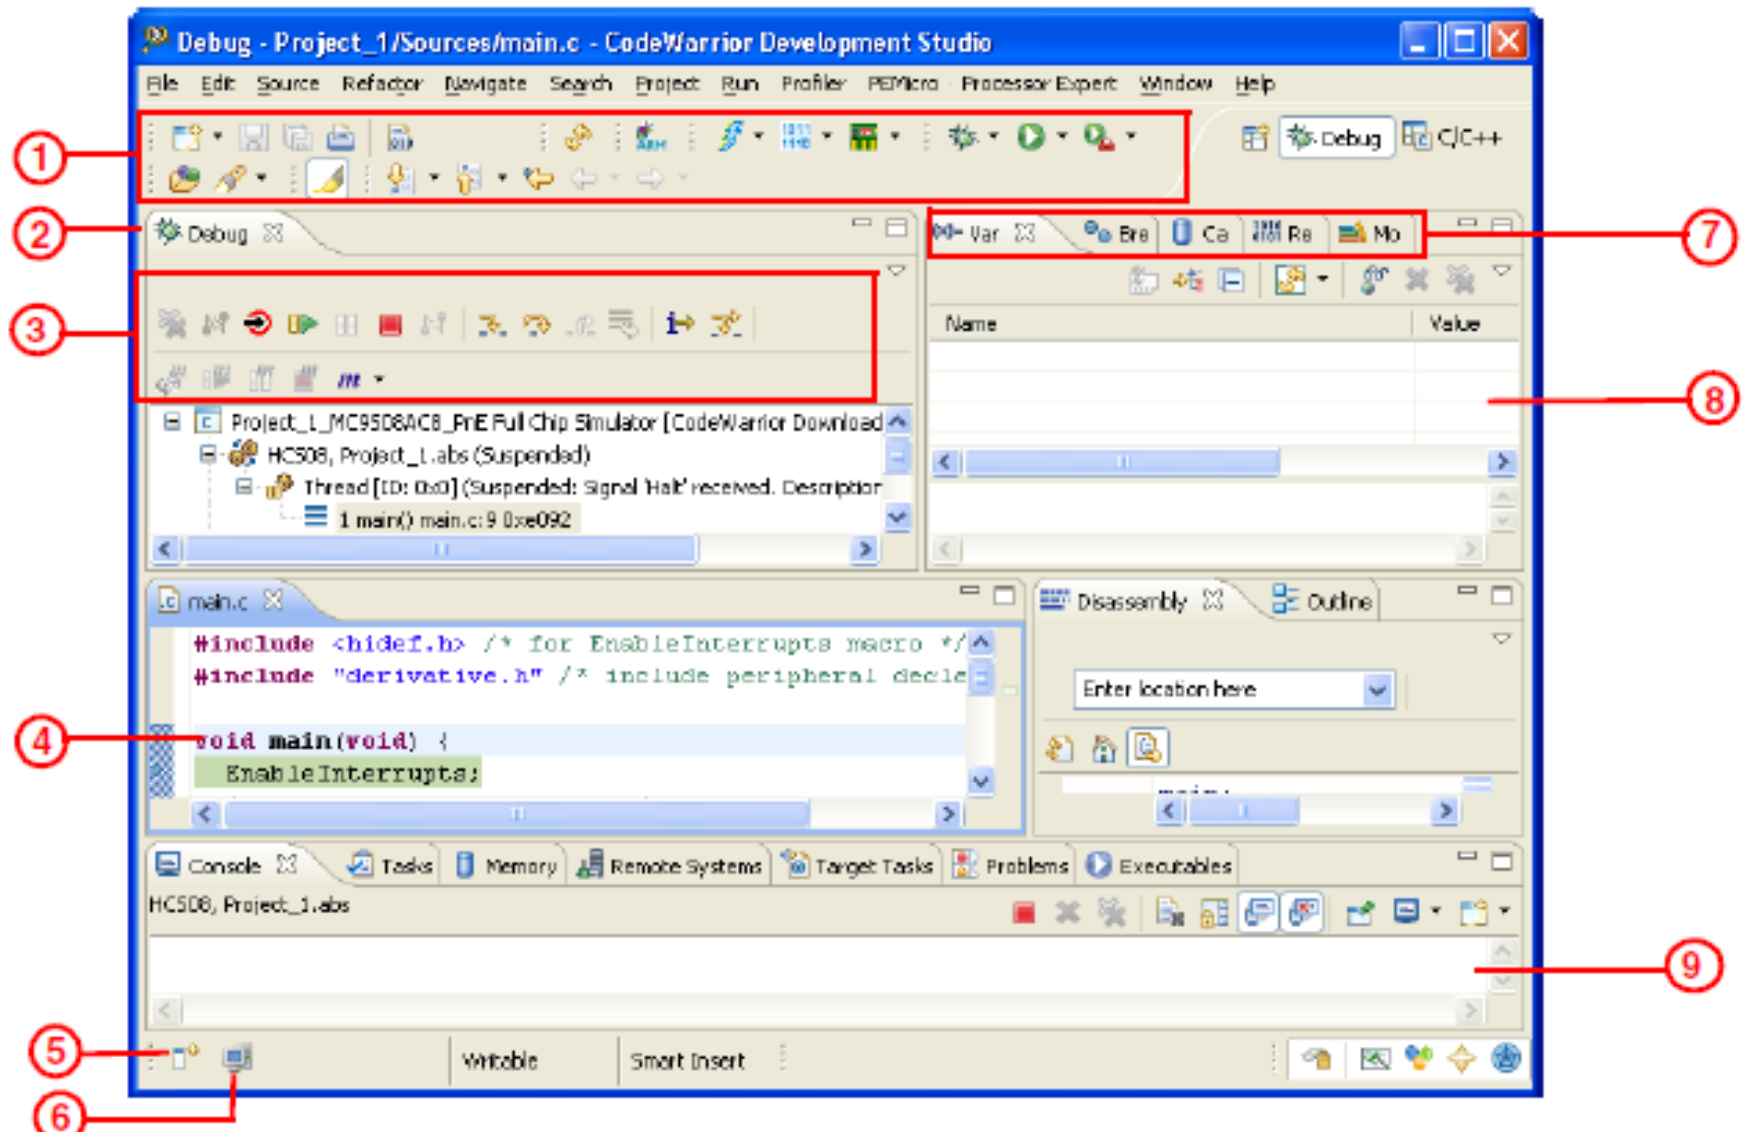 Debug - Project_1/Sources/main.c - CodeWarrior Development Studio
File Edit Source Refactor Navigate Search Project Run Profiler PEMicro Processor Expert Window Help
1
Debug C/C++
2
Debug
Var Bre Ca Re Mo
7
3
Name Value
8
Project_1_MC9S08AC8_PnE Full Chip Simulator [CodeWarrior Download
HCS08, Project_1.abs (Suspended)
Thread [ID: 0x0] (Suspended: Signal 'Halt' received. Description
1 main() main.c:9 0xe092
main.c
Disassembly Outline
#include <hidef.h> /* for EnableInterrupts macro */
#include "derivative.h" /* include peripheral decla
Enter location here
4
void main(void) {
EnableInterrupts;
Console Tasks Memory Remote Systems Target Tasks Problems Executables
HCS08, Project_1.abs
9
5
Writable Smart Insert
6